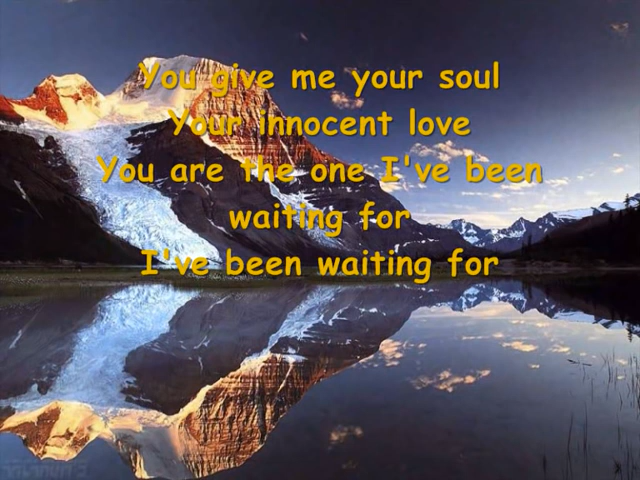 You give me your soul
Your innocent love
You are the one I've been
waiting for
I've been waiting for